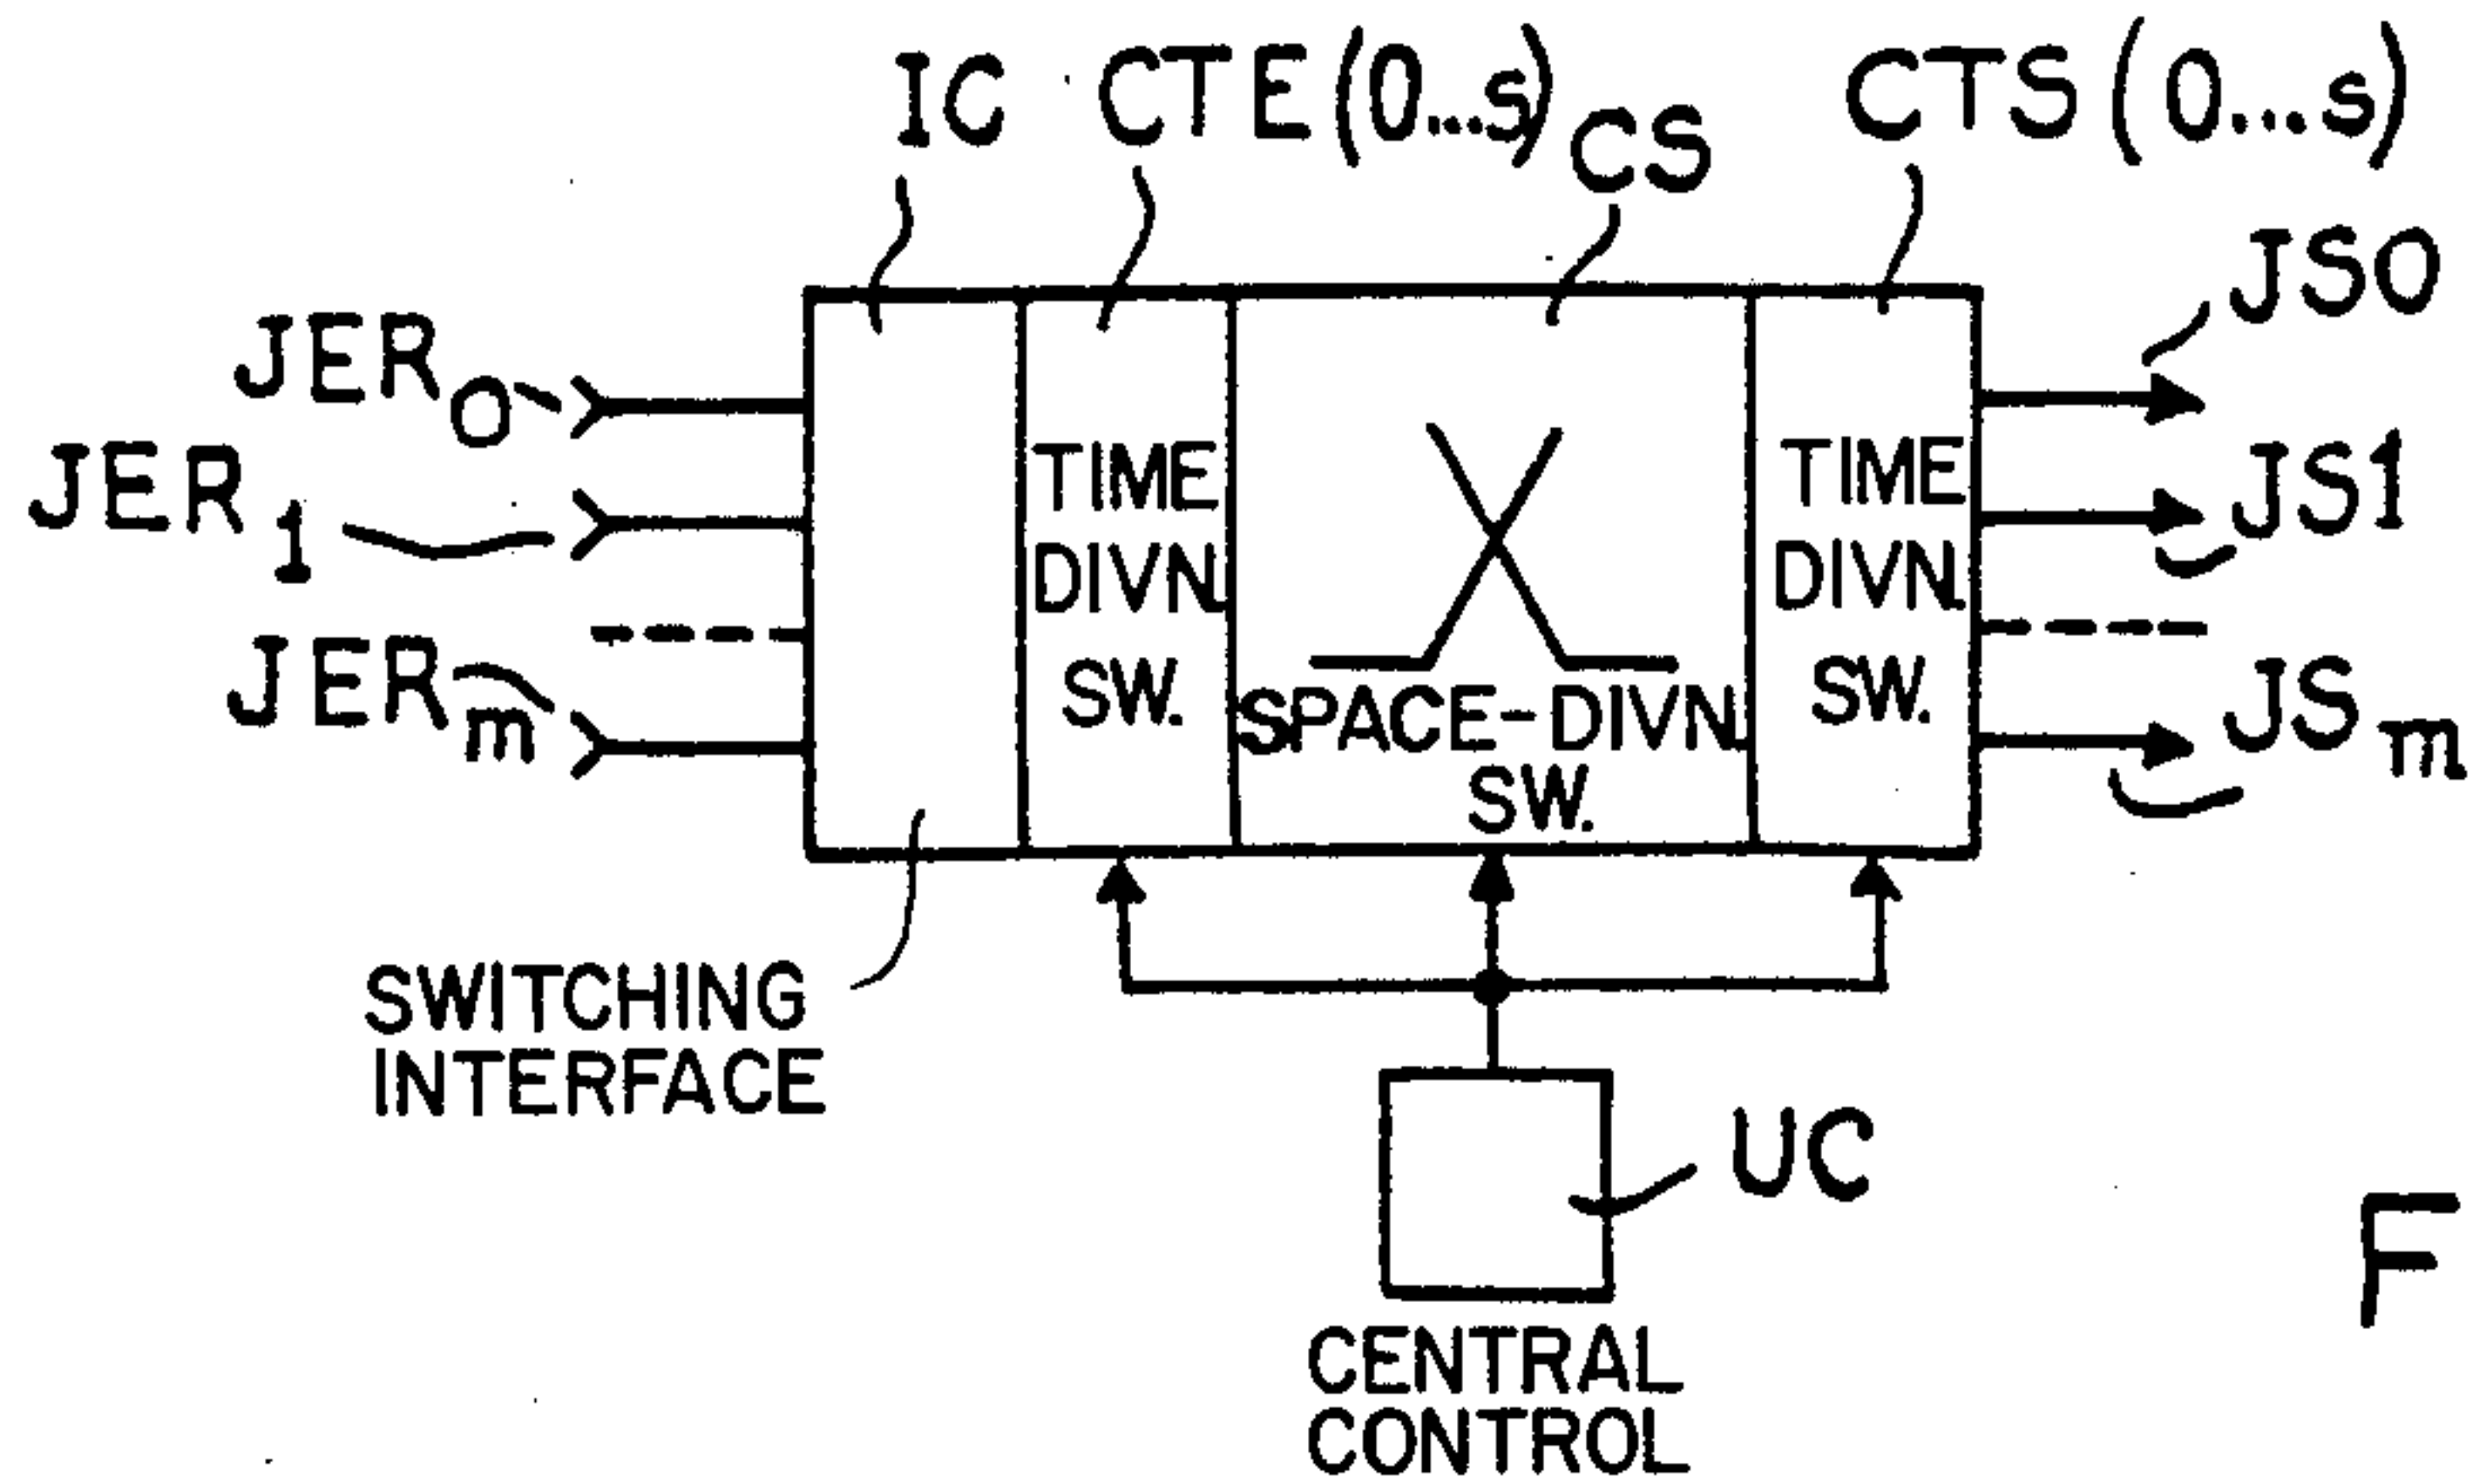 IC CTE(0...s) CS CTS(0...s)
JS0
JER0
JER1
JS1
JERm
JSm
TIME
DIVN.
SW.
SPACE-DIVN.
SW.
TIME
DIVN.
SW.
SWITCHING
INTERFACE
UC
CENTRAL
CONTROL
F